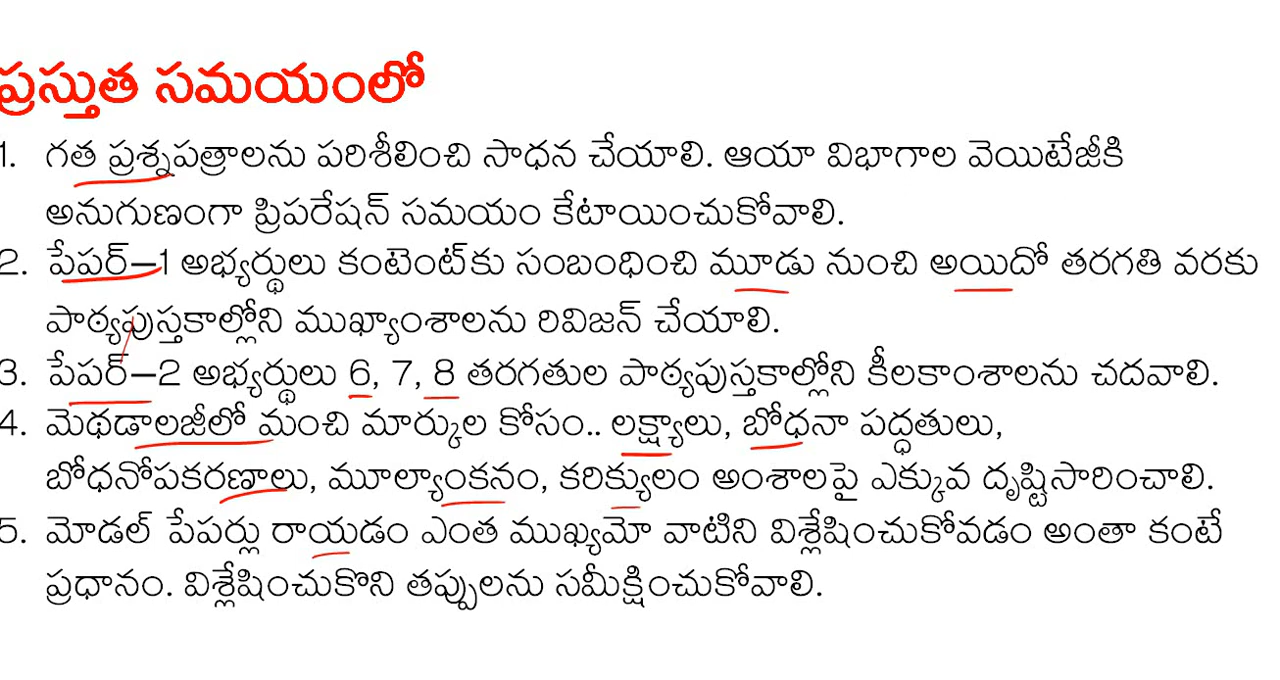 ప్రస్తుత సమయంలో
1. గత ప్రశ్నపత్రాలను పరిశీలించి సాధన చేయాలి. ఆయా విభాగాల వెయిటేజీకి
అనుగుణంగా ప్రిపరేషన్ సమయం కేటాయించుకోవాలి.
2. పేపర్–1 అభ్యర్థులు కంటెంట్‌కు సంబంధించి మూడు నుంచి అయిదో తరగతి వరకు
పాఠ్యపుస్తకాల్లోని ముఖ్యాంశాలను రివిజన్ చేయాలి.
3. పేపర్–2 అభ్యర్థులు 6, 7, 8 తరగతుల పాఠ్యపుస్తకాల్లోని కీలకాంశాలను చదవాలి.
4. మెథడాలజీలో మంచి మార్కుల కోసం.. లక్ష్యాలు, బోధనా పద్ధతులు,
బోధనోపకరణాలు, మూల్యాంకనం, కరిక్యులం అంశాలపై ఎక్కువ దృష్టిసారించాలి.
5. మోడల్ పేపర్లు రాయడం ఎంత ముఖ్యమో వాటిని విశ్లేషించుకోవడం అంతా కంటే
ప్రధానం. విశ్లేషించుకొని తప్పులను సమీక్షించుకోవాలి.